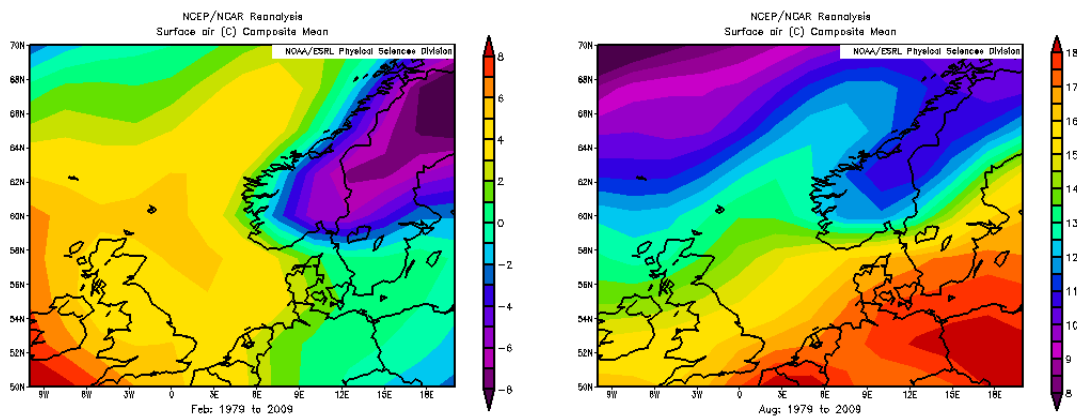 NCEP/NCAR Reanalysis
Surface air (C) Composite Mean
NOAA/ESRL Physical Sciences Division
70N
68N
66N
64N
62N
60N
58N
56N
54N
52N
50N
9W 6W 3W 0 3E 6E 9E 12E 15E 18E
Feb: 1979 to 2009
8
6
4
2
0
−2
−4
−6
−8
NCEP/NCAR Reanalysis
Surface air (C) Composite Mean
NOAA/ESRL Physical Sciences Division
70N
68N
66N
64N
62N
60N
58N
56N
54N
52N
50N
9W 6W 3W 0 3E 6E 9E 12E 15E 18E
Aug: 1979 to 2009
18
17
16
15
14
13
12
11
10
9
8